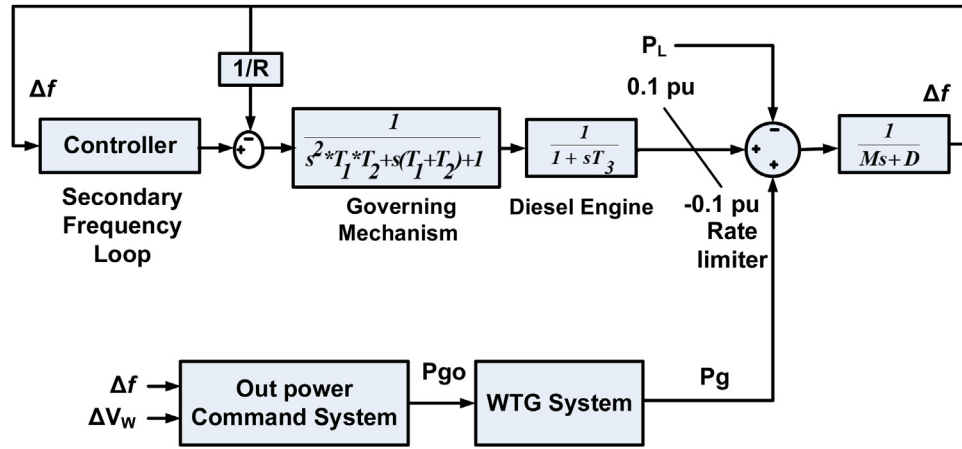 1/R
Δf
Controller
Secondary
Frequency
Loop
-
+
1
s²*T₁*T₂+s(T₁+T₂)+1
Governing
Mechanism
1
1 + sT₃
Diesel Engine
0.1 pu
-0.1 pu
Rate
limiter
P_L
-
+
+
1
Ms+D
Δf
Δf
ΔV_W
Out power
Command System
Pgo
WTG System
Pg